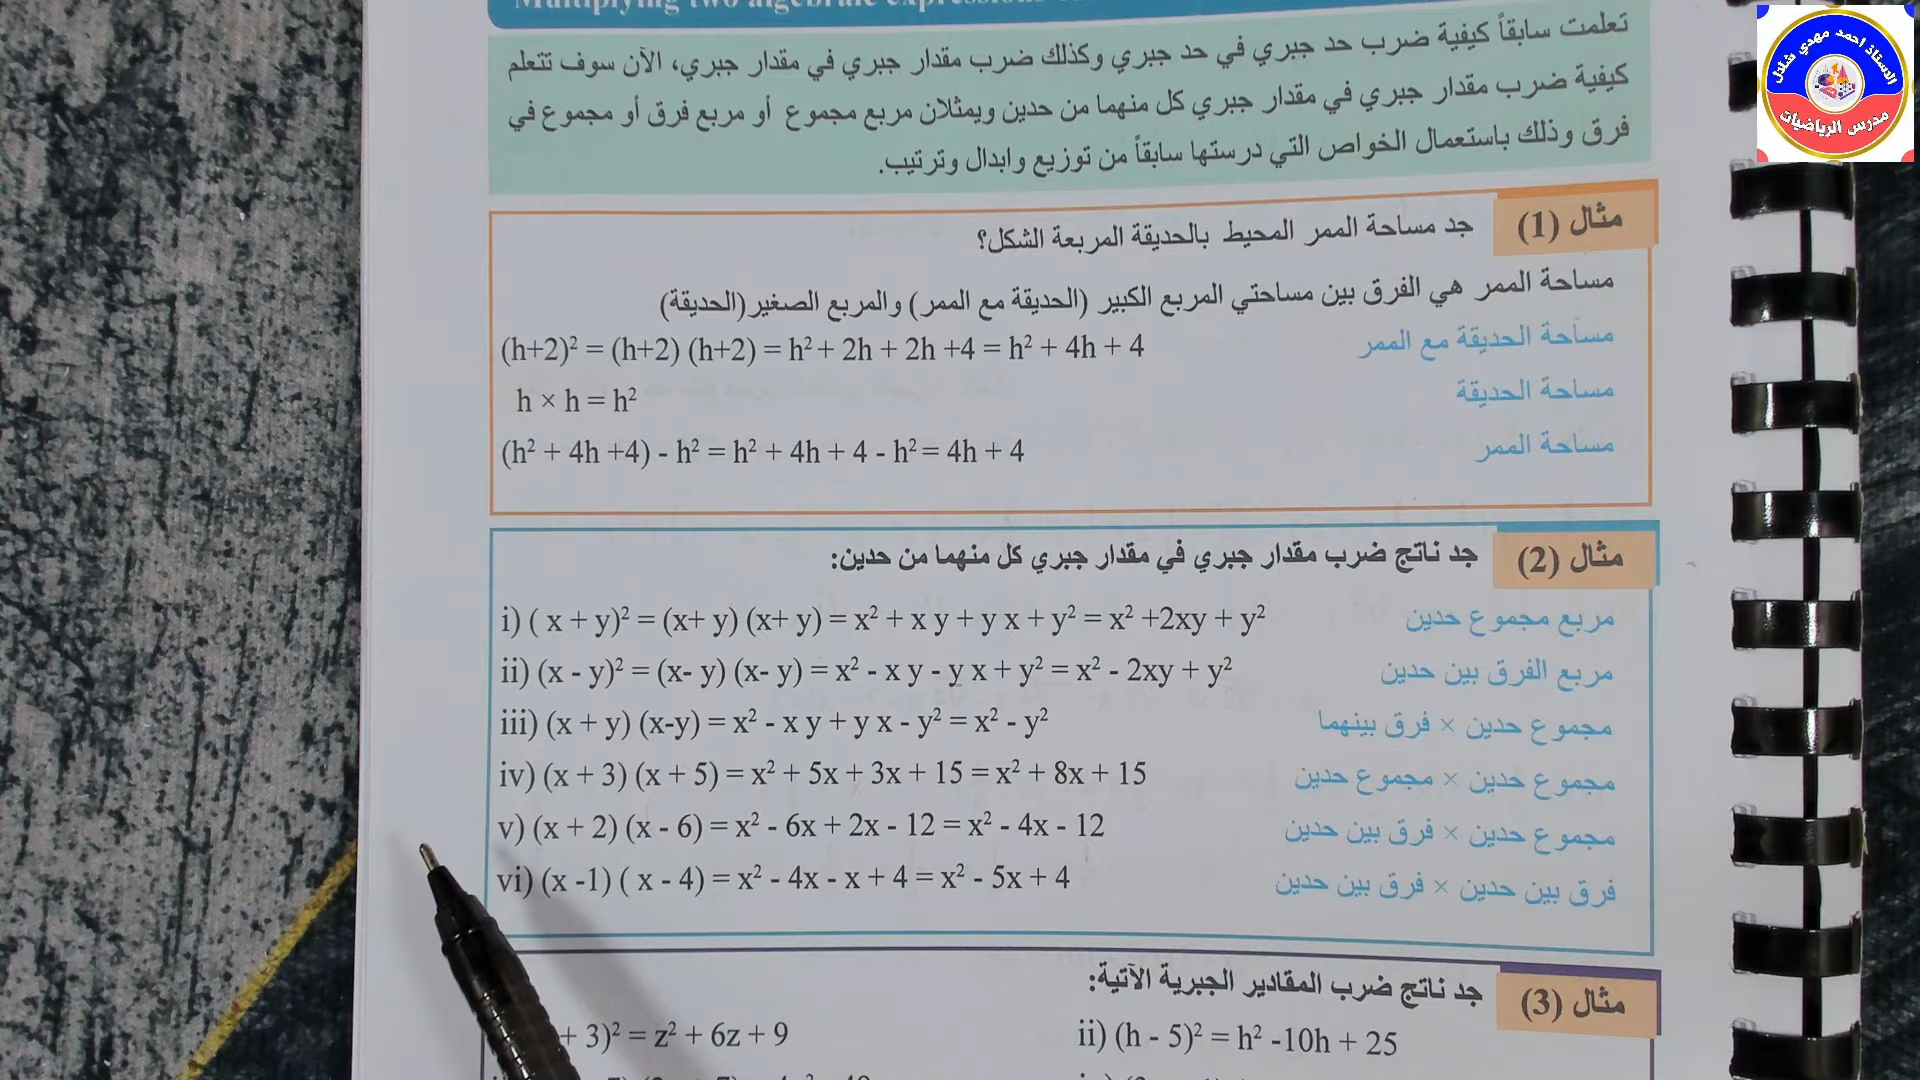 Multiplying two algebraic expressions
تعلمت سابقاً كيفية ضرب حد جبري في حد جبري وكذلك ضرب مقدار جبري في مقدار جبري، الآن سوف تتعلم
كيفية ضرب مقدار جبري في مقدار جبري كل منهما من حدين ويمثلان مربع مجموع أو مربع فرق أو مجموع في
فرق وذلك باستعمال الخواص التي درستها سابقاً من توزيع وابدال وترتيب.
الاستاذ احمد مهدي شلال
مدرس الرياضيات
مثال (1) جد مساحة الممر المحيط بالحديقة المربعة الشكل؟
مساحة الممر هي الفرق بين مساحتي المربع الكبير (الحديقة مع الممر) والمربع الصغير(الحديقة)
مساحة الحديقة مع الممر (h+2)² = (h+2) (h+2) = h² + 2h + 2h +4 = h² + 4h + 4
مساحة الحديقة h × h = h²
مساحة الممر (h² + 4h +4) - h² = h² + 4h + 4 - h² = 4h + 4
مثال (2) جد ناتج ضرب مقدار جبري في مقدار جبري كل منهما من حدين:
i) ( x + y)² = (x+ y) (x+ y) = x² + x y + y x + y² = x² +2xy + y² مربع مجموع حدين
ii) (x - y)² = (x- y) (x- y) = x² - x y - y x + y² = x² - 2xy + y² مربع الفرق بين حدين
iii) (x + y) (x-y) = x² - x y + y x - y² = x² - y² مجموع حدين × فرق بينهما
iv) (x + 3) (x + 5) = x² + 5x + 3x + 15 = x² + 8x + 15 مجموع حدين × مجموع حدين
v) (x + 2) (x - 6) = x² - 6x + 2x - 12 = x² - 4x - 12 مجموع حدين × فرق بين حدين
vi) (x -1) ( x - 4) = x² - 4x - x + 4 = x² - 5x + 4 فرق بين حدين × فرق بين حدين
مثال (3) جد ناتج ضرب المقادير الجبرية الآتية:
+ 3)² = z² + 6z + 9 ii) (h - 5)² = h² -10h + 25